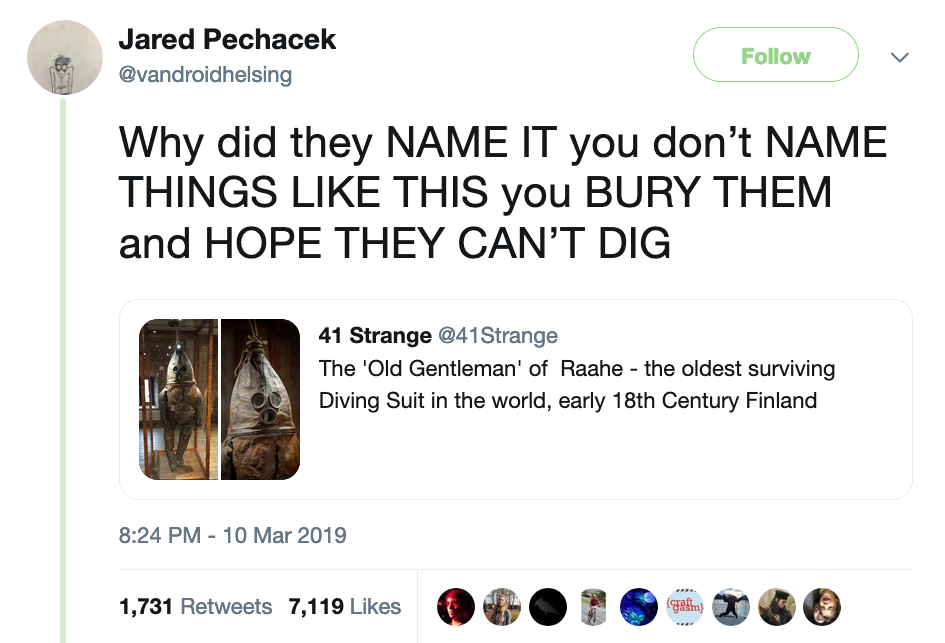 Jared Pechacek
@vandroidhelsing
Follow
Why did they NAME IT you don’t NAME
THINGS LIKE THIS you BURY THEM
and HOPE THEY CAN’T DIG
41 Strange @41Strange
The 'Old Gentleman' of  Raahe - the oldest surviving
Diving Suit in the world, early 18th Century Finland
8:24 PM - 10 Mar 2019
1,731 Retweets 7,119 Likes
{craft
gasm}